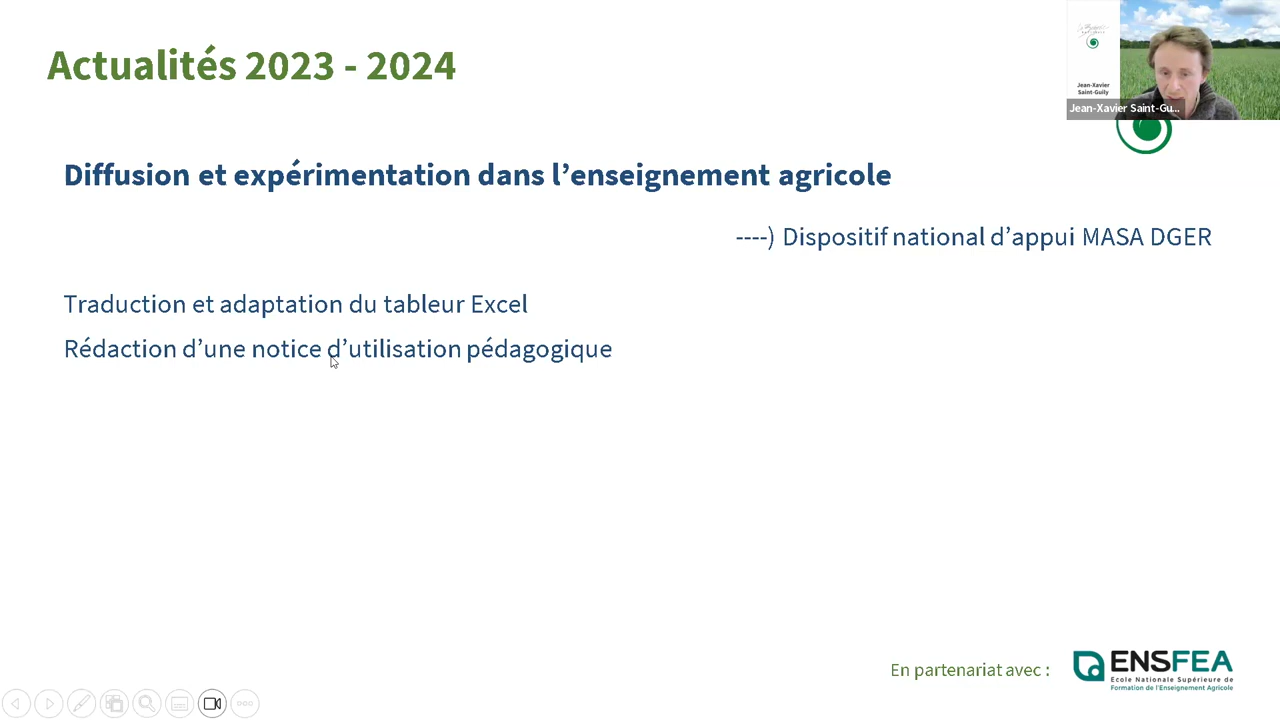 Actualités 2023 - 2024
Jean-Xavier
Saint-Guily
Jean-Xavier Saint-Gu...
Diffusion et expérimentation dans l’enseignement agricole
----) Dispositif national d’appui MASA DGER
Traduction et adaptation du tableur Excel
Rédaction d’une notice d’utilisation pédagogique
En partenariat avec :
ENSFEA
Ecole Nationale Supérieure de
Formation de l'Enseignement Agricole